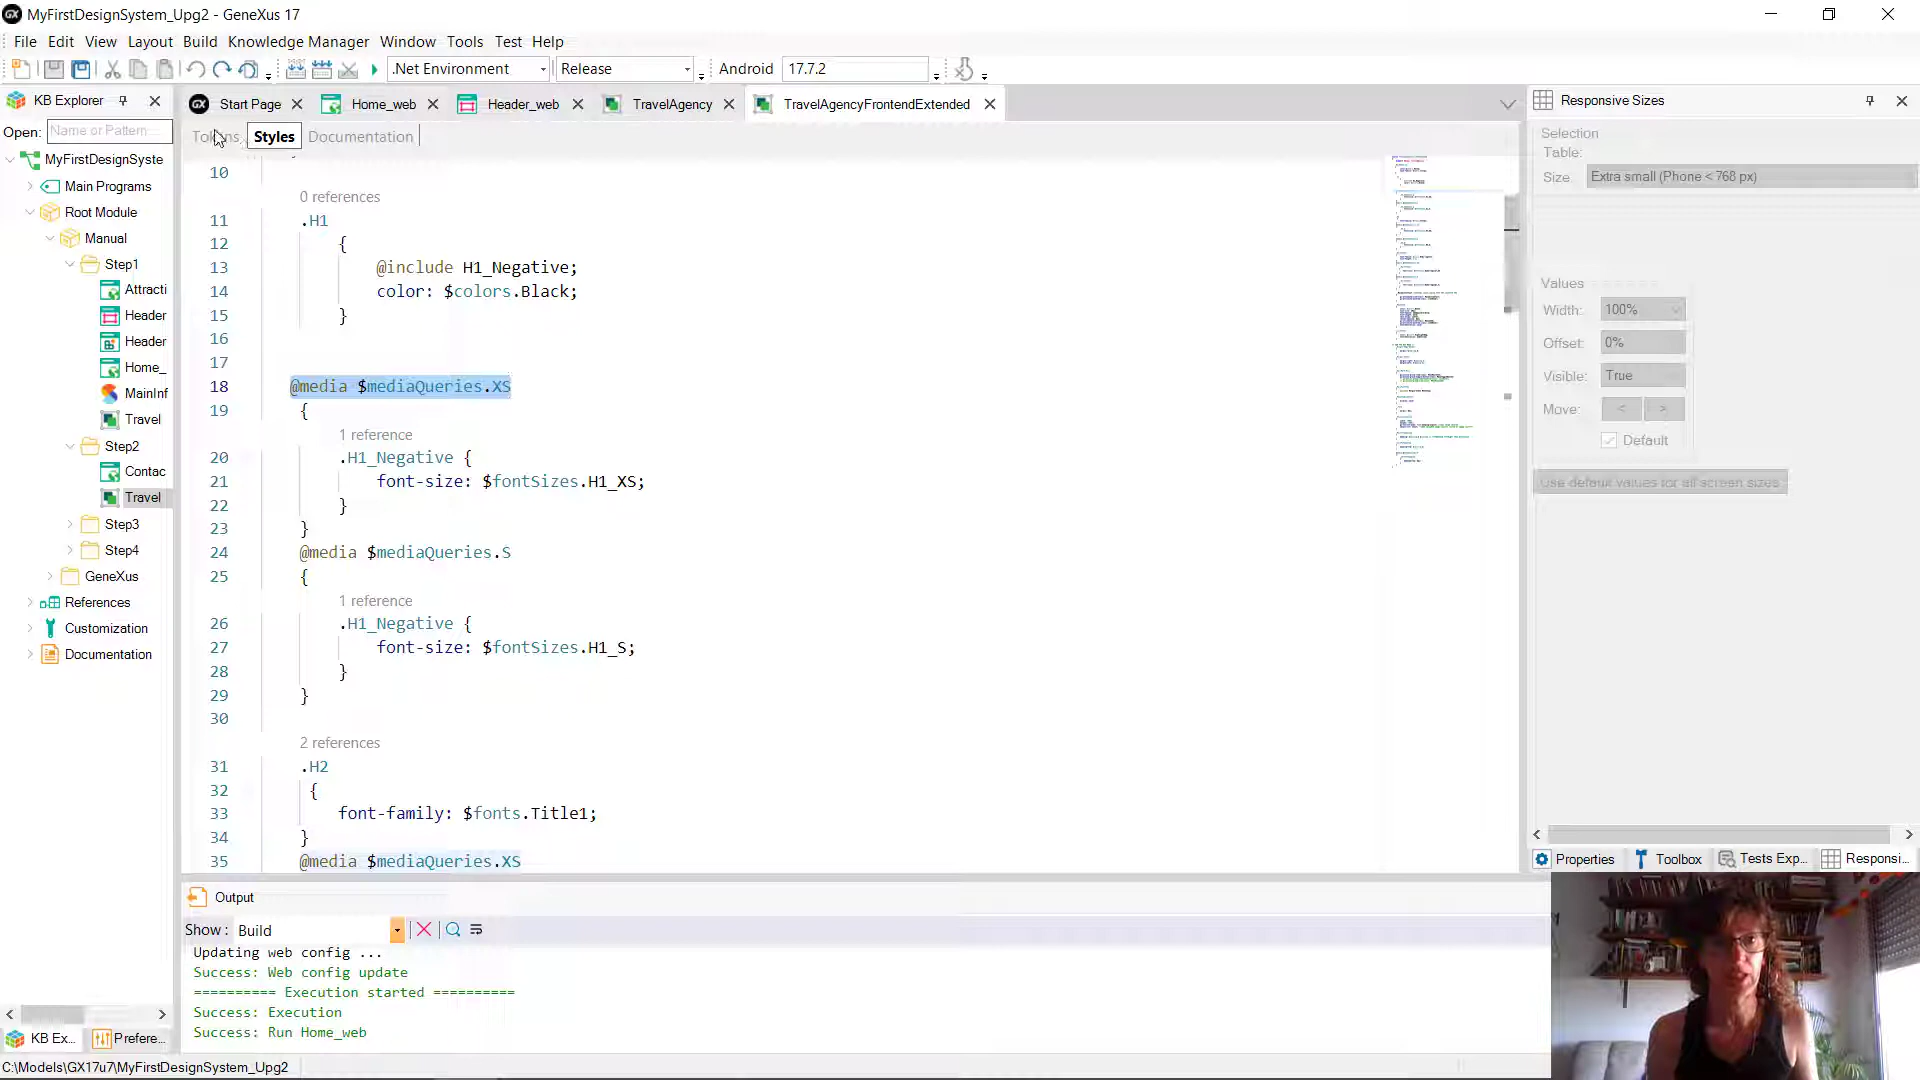 MyFirstDesignSystem_Upg2 - GeneXus 17
File Edit View Layout Build Knowledge Manager Window Tools Test Help
.Net Environment Release Android 17.7.2
KB Explorer
Open: Name or Pattern...
MyFirstDesignSyste
Main Programs
Root Module
Manual
Step1
Attracti
Header
Header
Home_
MainInf
Travel
Step2
Contac
Travel
Step3
Step4
GeneXus
References
Customization
Documentation
KB Ex... Prefere...
Start Page Home_web Header_web TravelAgency TravelAgencyFrontendExtended
Tokens Styles Documentation
10
0 references
11 .H1
12 {
13 @include H1_Negative;
14 color: $colors.Black;
15 }
16
17
18 @media $mediaQueries.XS
19 {
1 reference
20 .H1_Negative {
21 font-size: $fontSizes.H1_XS;
22 }
23 }
24 @media $mediaQueries.S
25 {
1 reference
26 .H1_Negative {
27 font-size: $fontSizes.H1_S;
28 }
29 }
30
2 references
31 .H2
32 {
33 font-family: $fonts.Title1;
34 }
35 @media $mediaQueries.XS
Output
Show: Build
Updating web config ...
Success: Web config update
========== Execution started ==========
Success: Execution
Success: Run Home_web
Responsive Sizes
Selection
Table:
Size: Extra small (Phone < 768 px)
Values
Width: 100%
Offset: 0%
Visible: True
Move: < >
Default
Use default values for all screen sizes
Properties Toolbox Tests Exp... Responsi...
C:\Models\GX17u7\MyFirstDesignSystem_Upg2